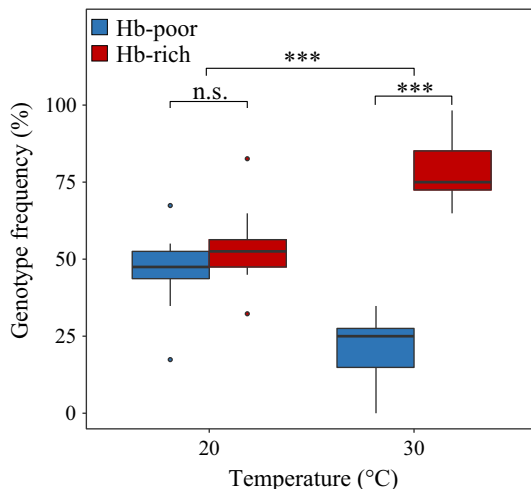 Hb-poor
Hb-rich
***
n.s.
***
100
75
50
25
0
Genotype frequency (%)
20
30
Temperature (°C)